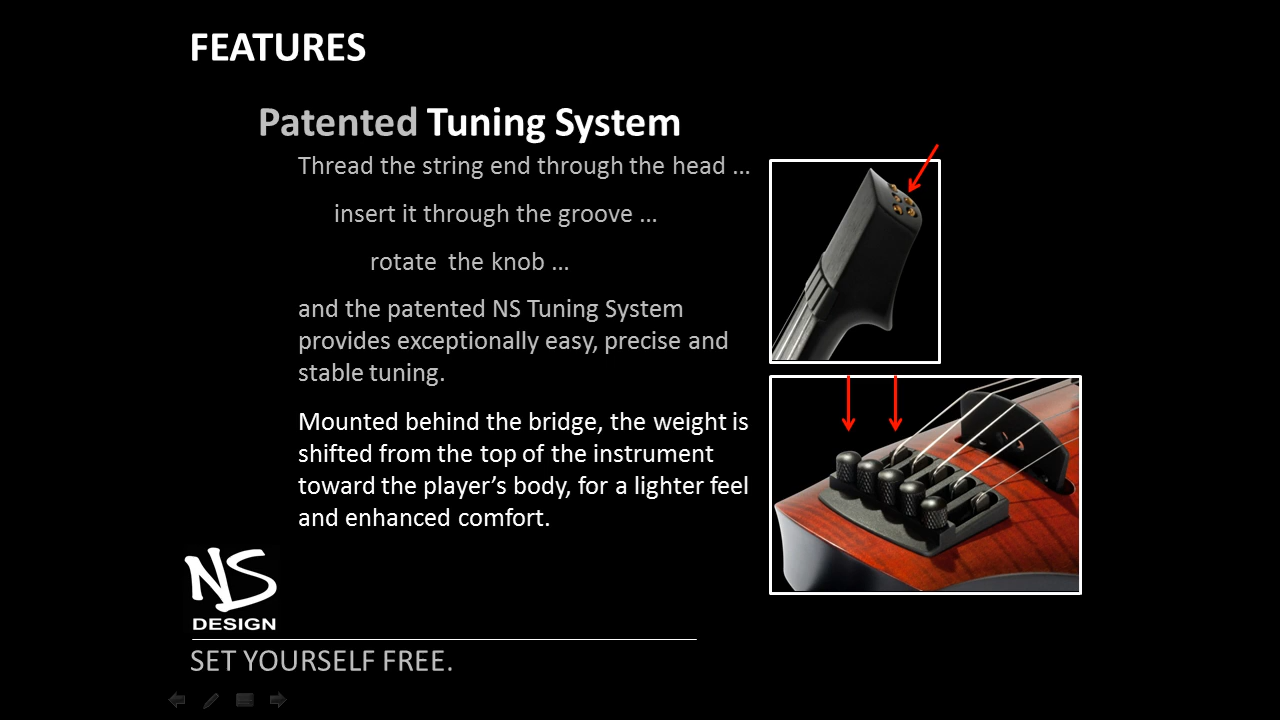 FEATURES
Patented Tuning System
Thread the string end through the head ...
insert it through the groove ...
rotate the knob ...
and the patented NS Tuning System
provides exceptionally easy, precise and
stable tuning.
Mounted behind the bridge, the weight is
shifted from the top of the instrument
toward the player’s body, for a lighter feel
and enhanced comfort.
NS
DESIGN
SET YOURSELF FREE.